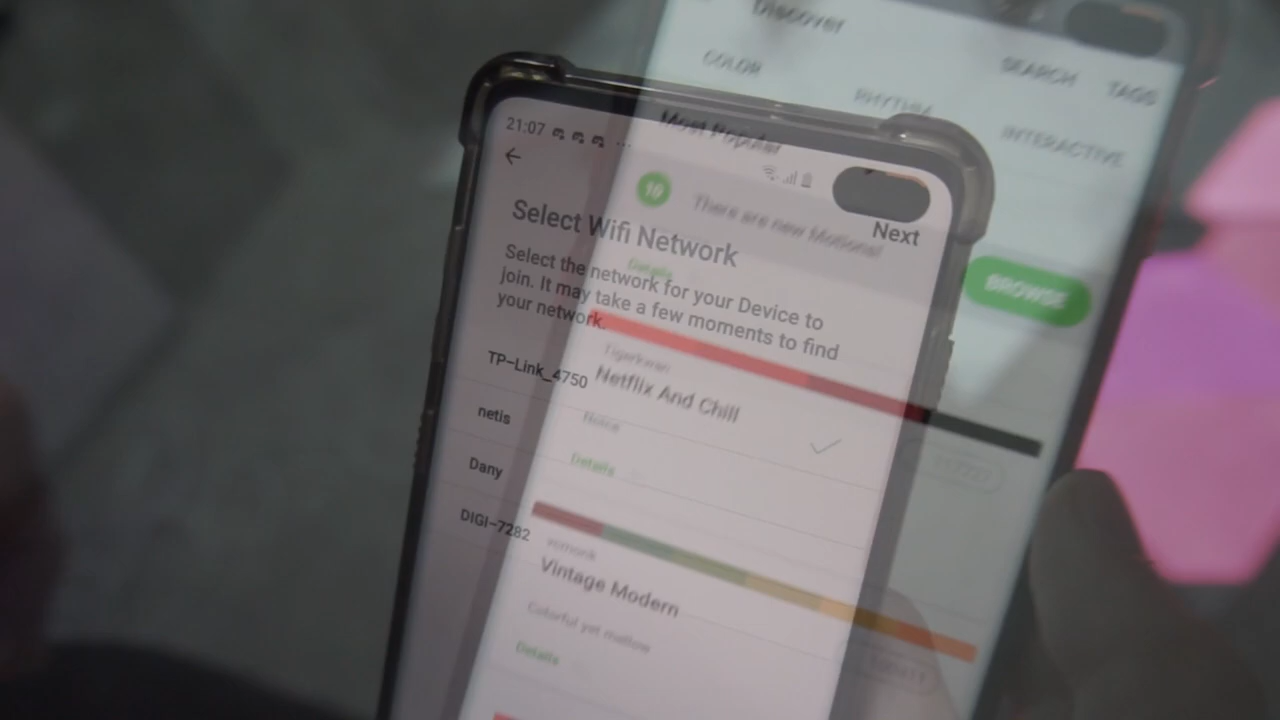 Discover
COLOR
SEARCH
TAGS
RHYTHM
INTERACTIVE
Most Popular
There are new Motions!
Details
BROWSE
21:07
Next
Select Wifi Network
Select the network for your Device to
join. It may take a few moments to find
your network.
TP-Link_4750
netis
Dany
DIGI-7282
Tigerkwan
Netflix And Chill
Noice
Details
Vintage Modern
Colorful yet mellow
Details